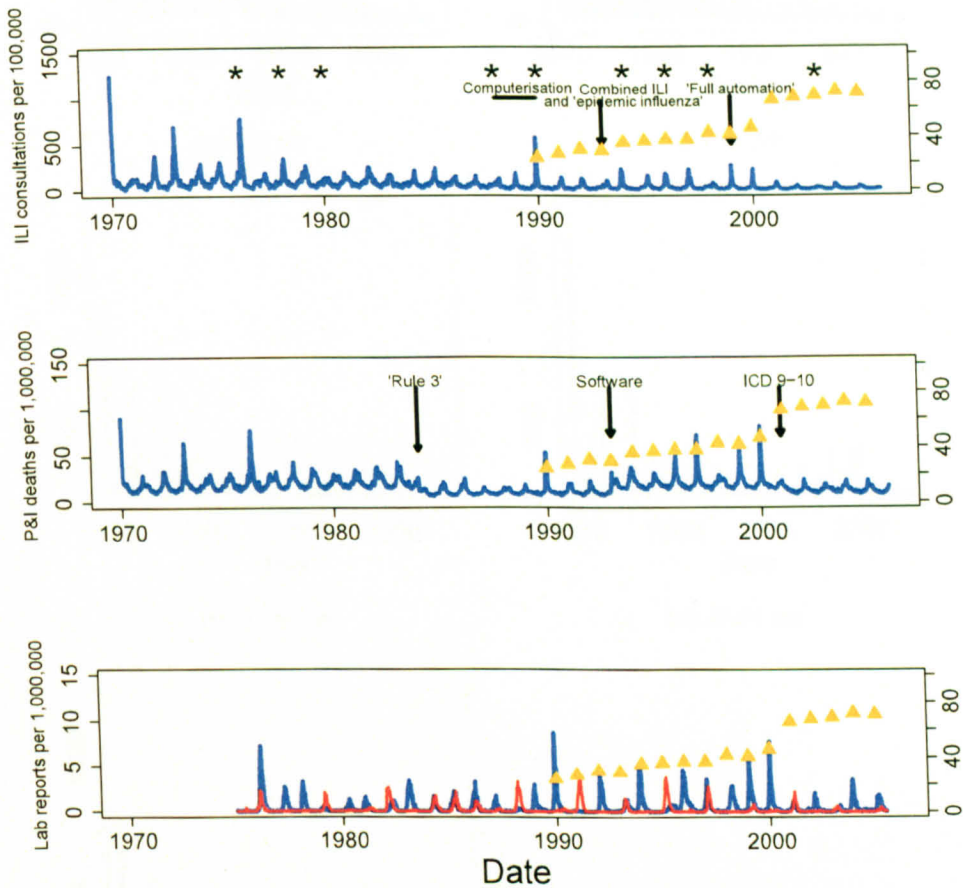 ILI consultations per 100,000
1500
500
0
* * * * * * * * *
Computerisation
Combined ILI
and 'epidemic influenza'
'Full automation'
80
40
0
1970 1980 1990 2000
P&I deaths per 1,000,000
150
50
0
'Rule 3'
Software
ICD 9-10
80
40
0
1970 1980 1990 2000
Lab reports per 1,000,000
15
10
5
0
80
40
0
1970 1980 1990 2000
Date